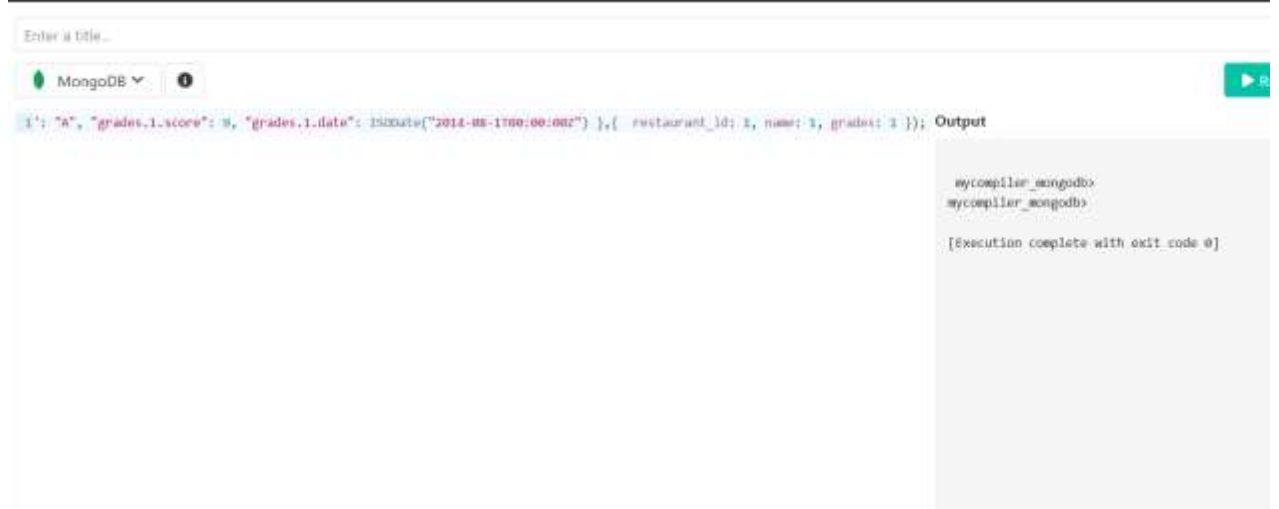 Enter a title...
MongoDB
R
1": "A", "grades.1.score": 9, "grades.1.date": ISODate("2014-08-1T00:00:00Z") },{ restaurant_id: 1, name: 1, grades: 1 }); Output
mycompiler_mongodb>
mycompiler_mongodb>
[Execution complete with exit code 0]